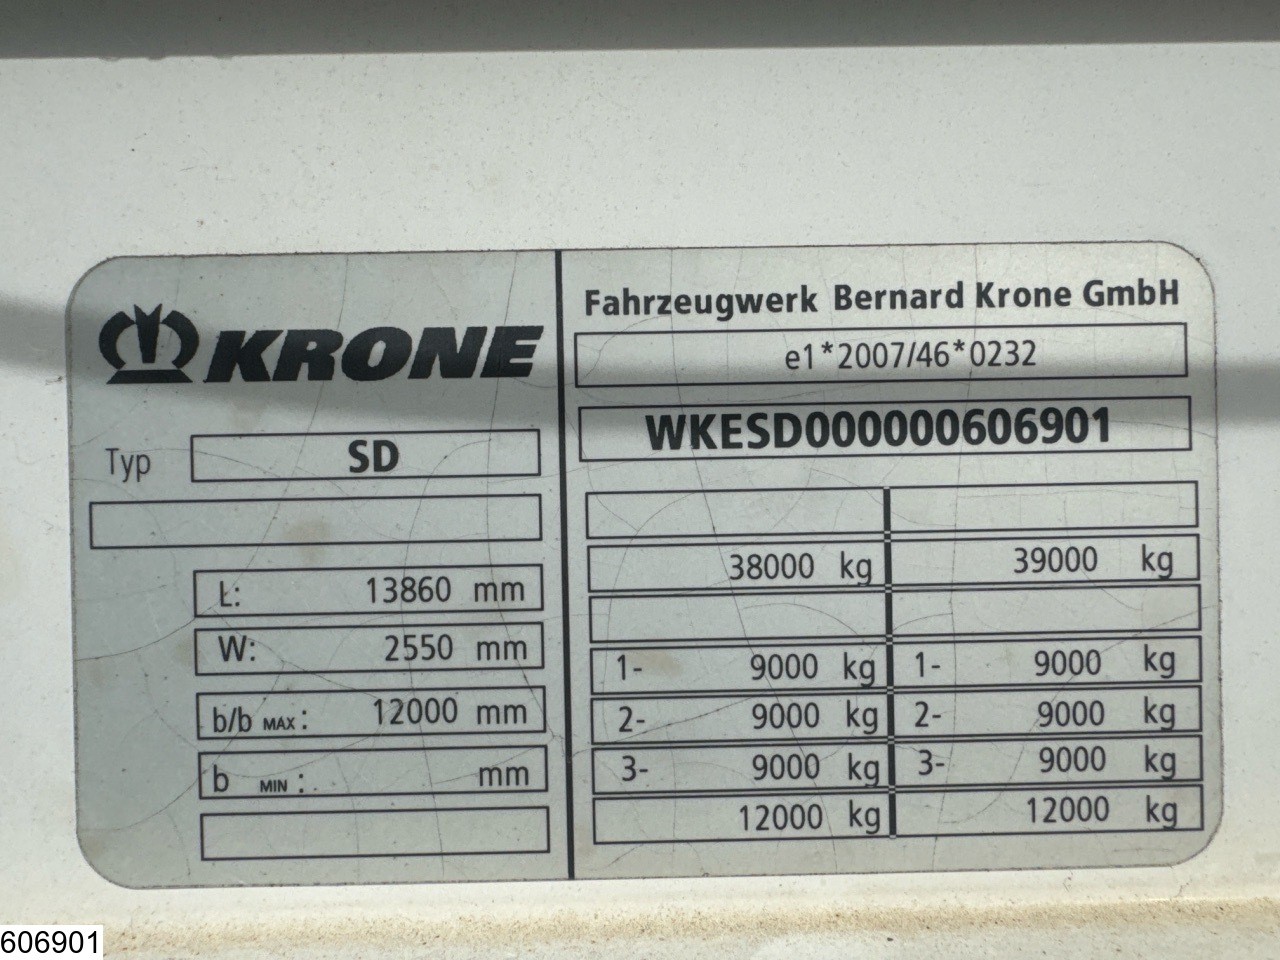 KRONE
Typ SD
L: 13860 mm
W: 2550 mm
b/b MAX: 12000 mm
b MIN: mm
Fahrzeugwerk Bernard Krone GmbH
e1*2007/46*0232
WKESD000000606901
38000 kg 39000 kg
1- 9000 kg 1- 9000 kg
2- 9000 kg 2- 9000 kg
3- 9000 kg 3- 9000 kg
12000 kg 12000 kg
606901